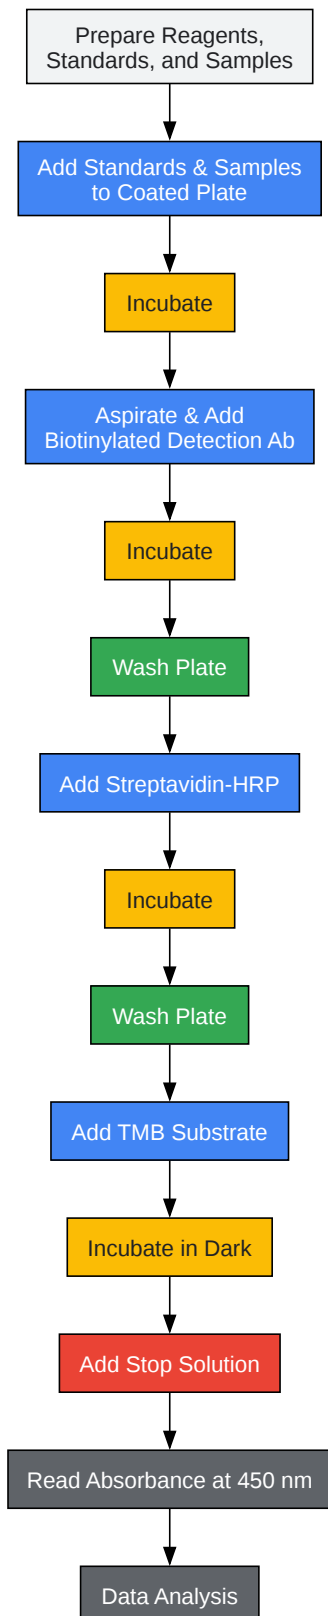 Prepare Reagents,
Standards, and Samples
Add Standards & Samples
to Coated Plate
Incubate
Aspirate & Add
Biotinylated Detection Ab
Incubate
Wash Plate
Add Streptavidin-HRP
Incubate
Wash Plate
Add TMB Substrate
Incubate in Dark
Add Stop Solution
Read Absorbance at 450 nm
Data Analysis